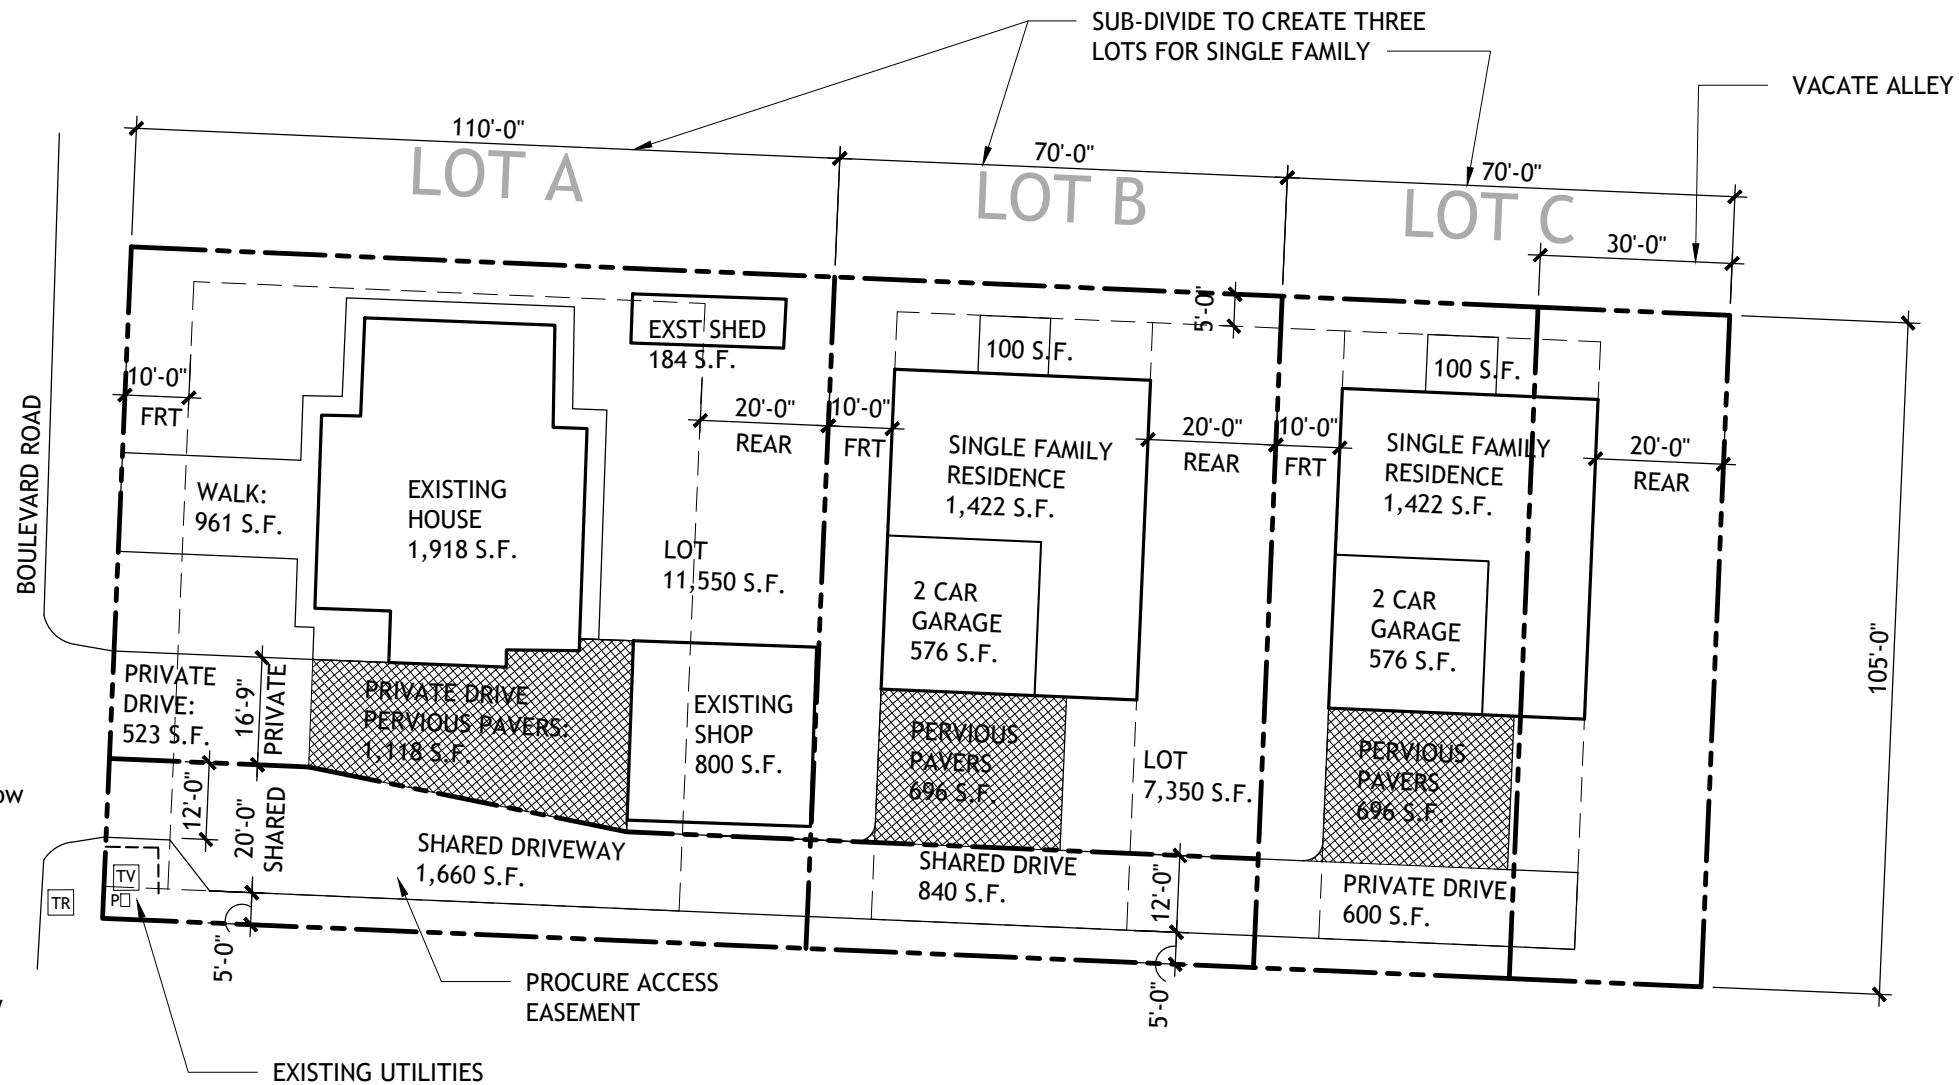 SUB-DIVIDE TO CREATE THREE
LOTS FOR SINGLE FAMILY
VACATE ALLEY
110'-0"
70'-0"
70'-0"
LOT A
LOT B
LOT C
30'-0"
5'-0"
EXST SHED
184 S.F.
100 S.F.
100 S.F.
10'-0"
FRT
20'-0"
REAR
10'-0"
FRT
20'-0"
REAR
10'-0"
FRT
20'-0"
REAR
BOULEVARD ROAD
WALK:
961 S.F.
EXISTING
HOUSE
1,918 S.F.
LOT
11,550 S.F.
SINGLE FAMILY
RESIDENCE
1,422 S.F.
SINGLE FAMILY
RESIDENCE
1,422 S.F.
2 CAR
GARAGE
576 S.F.
2 CAR
GARAGE
576 S.F.
105'-0"
PRIVATE
DRIVE:
523 S.F.
16'-9"
PRIVATE
PRIVATE DRIVE
PERVIOUS PAVERS:
1,118 S.F.
EXISTING
SHOP
800 S.F.
PERVIOUS
PAVERS
696 S.F.
LOT
7,350 S.F.
PERVIOUS
PAVERS
696 S.F.
ow
12'-0"
20'-0"
SHARED
SHARED DRIVEWAY
1,660 S.F.
SHARED DRIVE
840 S.F.
12'-0"
PRIVATE DRIVE
600 S.F.
TV
P
TR
5'-0"
5'-0"
PROCURE ACCESS
EASEMENT
EXISTING UTILITIES